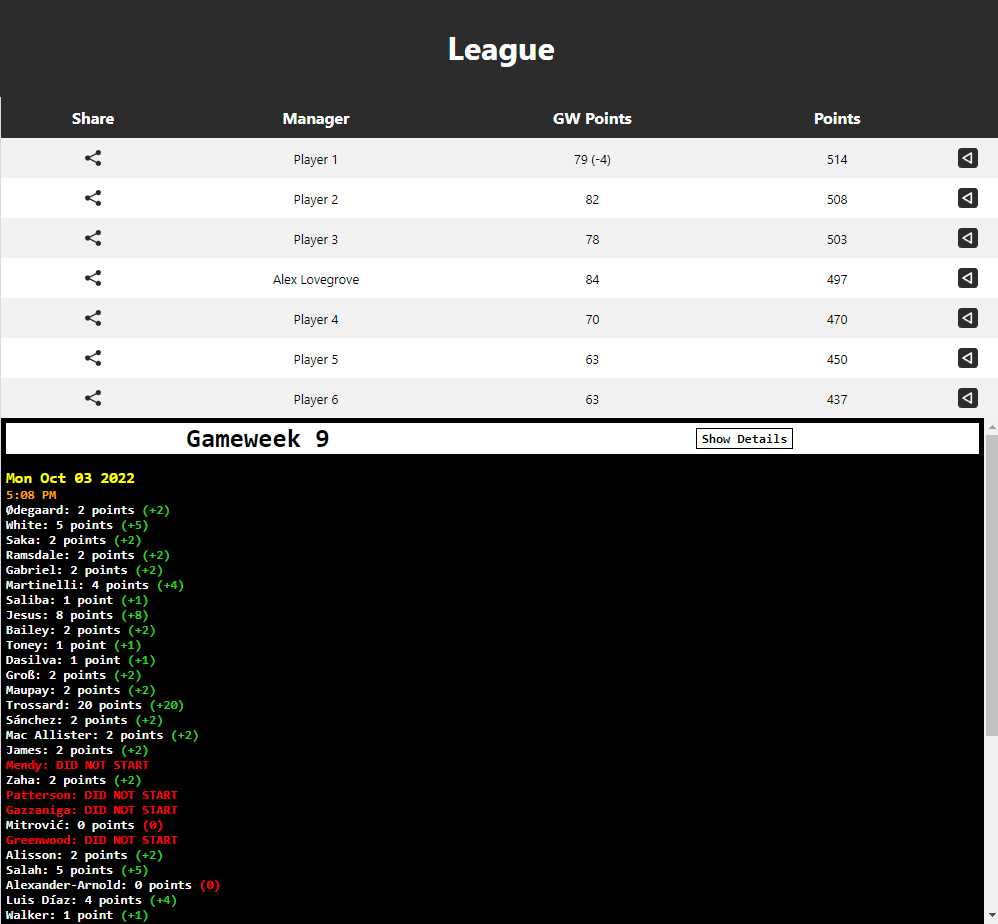 League
Share Manager GW Points Points
Player 1 79 (-4) 514
Player 2 82 508
Player 3 78 503
Alex Lovegrove 84 497
Player 4 70 470
Player 5 63 450
Player 6 63 437
Gameweek 9 Show Details
Mon Oct 03 2022
5:08 PM
Ødegaard: 2 points (+2)
White: 5 points (+5)
Saka: 2 points (+2)
Ramsdale: 2 points (+2)
Gabriel: 2 points (+2)
Martinelli: 4 points (+4)
Saliba: 1 point (+1)
Jesus: 8 points (+8)
Bailey: 2 points (+2)
Toney: 1 point (+1)
Dasilva: 1 point (+1)
Groß: 2 points (+2)
Maupay: 2 points (+2)
Trossard: 20 points (+20)
Sánchez: 2 points (+2)
Mac Allister: 2 points (+2)
James: 2 points (+2)
Mendy: DID NOT START
Zaha: 2 points (+2)
Patterson: DID NOT START
Gazzaniga: DID NOT START
Mitrović: 0 points (0)
Greenwood: DID NOT START
Alisson: 2 points (+2)
Salah: 5 points (+5)
Alexander-Arnold: 0 points (0)
Luis Díaz: 4 points (+4)
Walker: 1 point (+1)